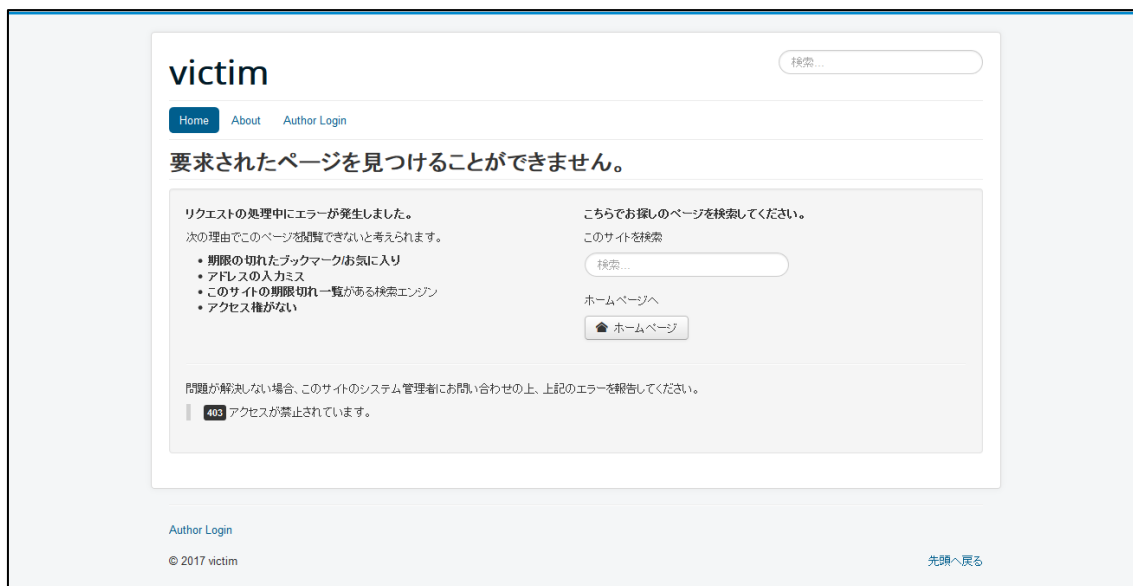 victim
検索...
Home About Author Login
要求されたページを見つけることができません。
リクエストの処理中にエラーが発生しました。
次の理由でこのページを閲覧できないと考えられます。
• 期限の切れたブックマーク/お気に入り
• アドレスの入力ミス
• このサイトの期限切れ一覧がある検索エンジン
• アクセス権がない
こちらでお探しのページを検索してください。
このサイトを検索
検索...
ホームページへ
ホームページ
問題が解決しない場合、このサイトのシステム管理者にお問い合わせの上、上記のエラーを報告してください。
403 アクセスが禁止されています。
Author Login
© 2017 victim
先頭へ戻る